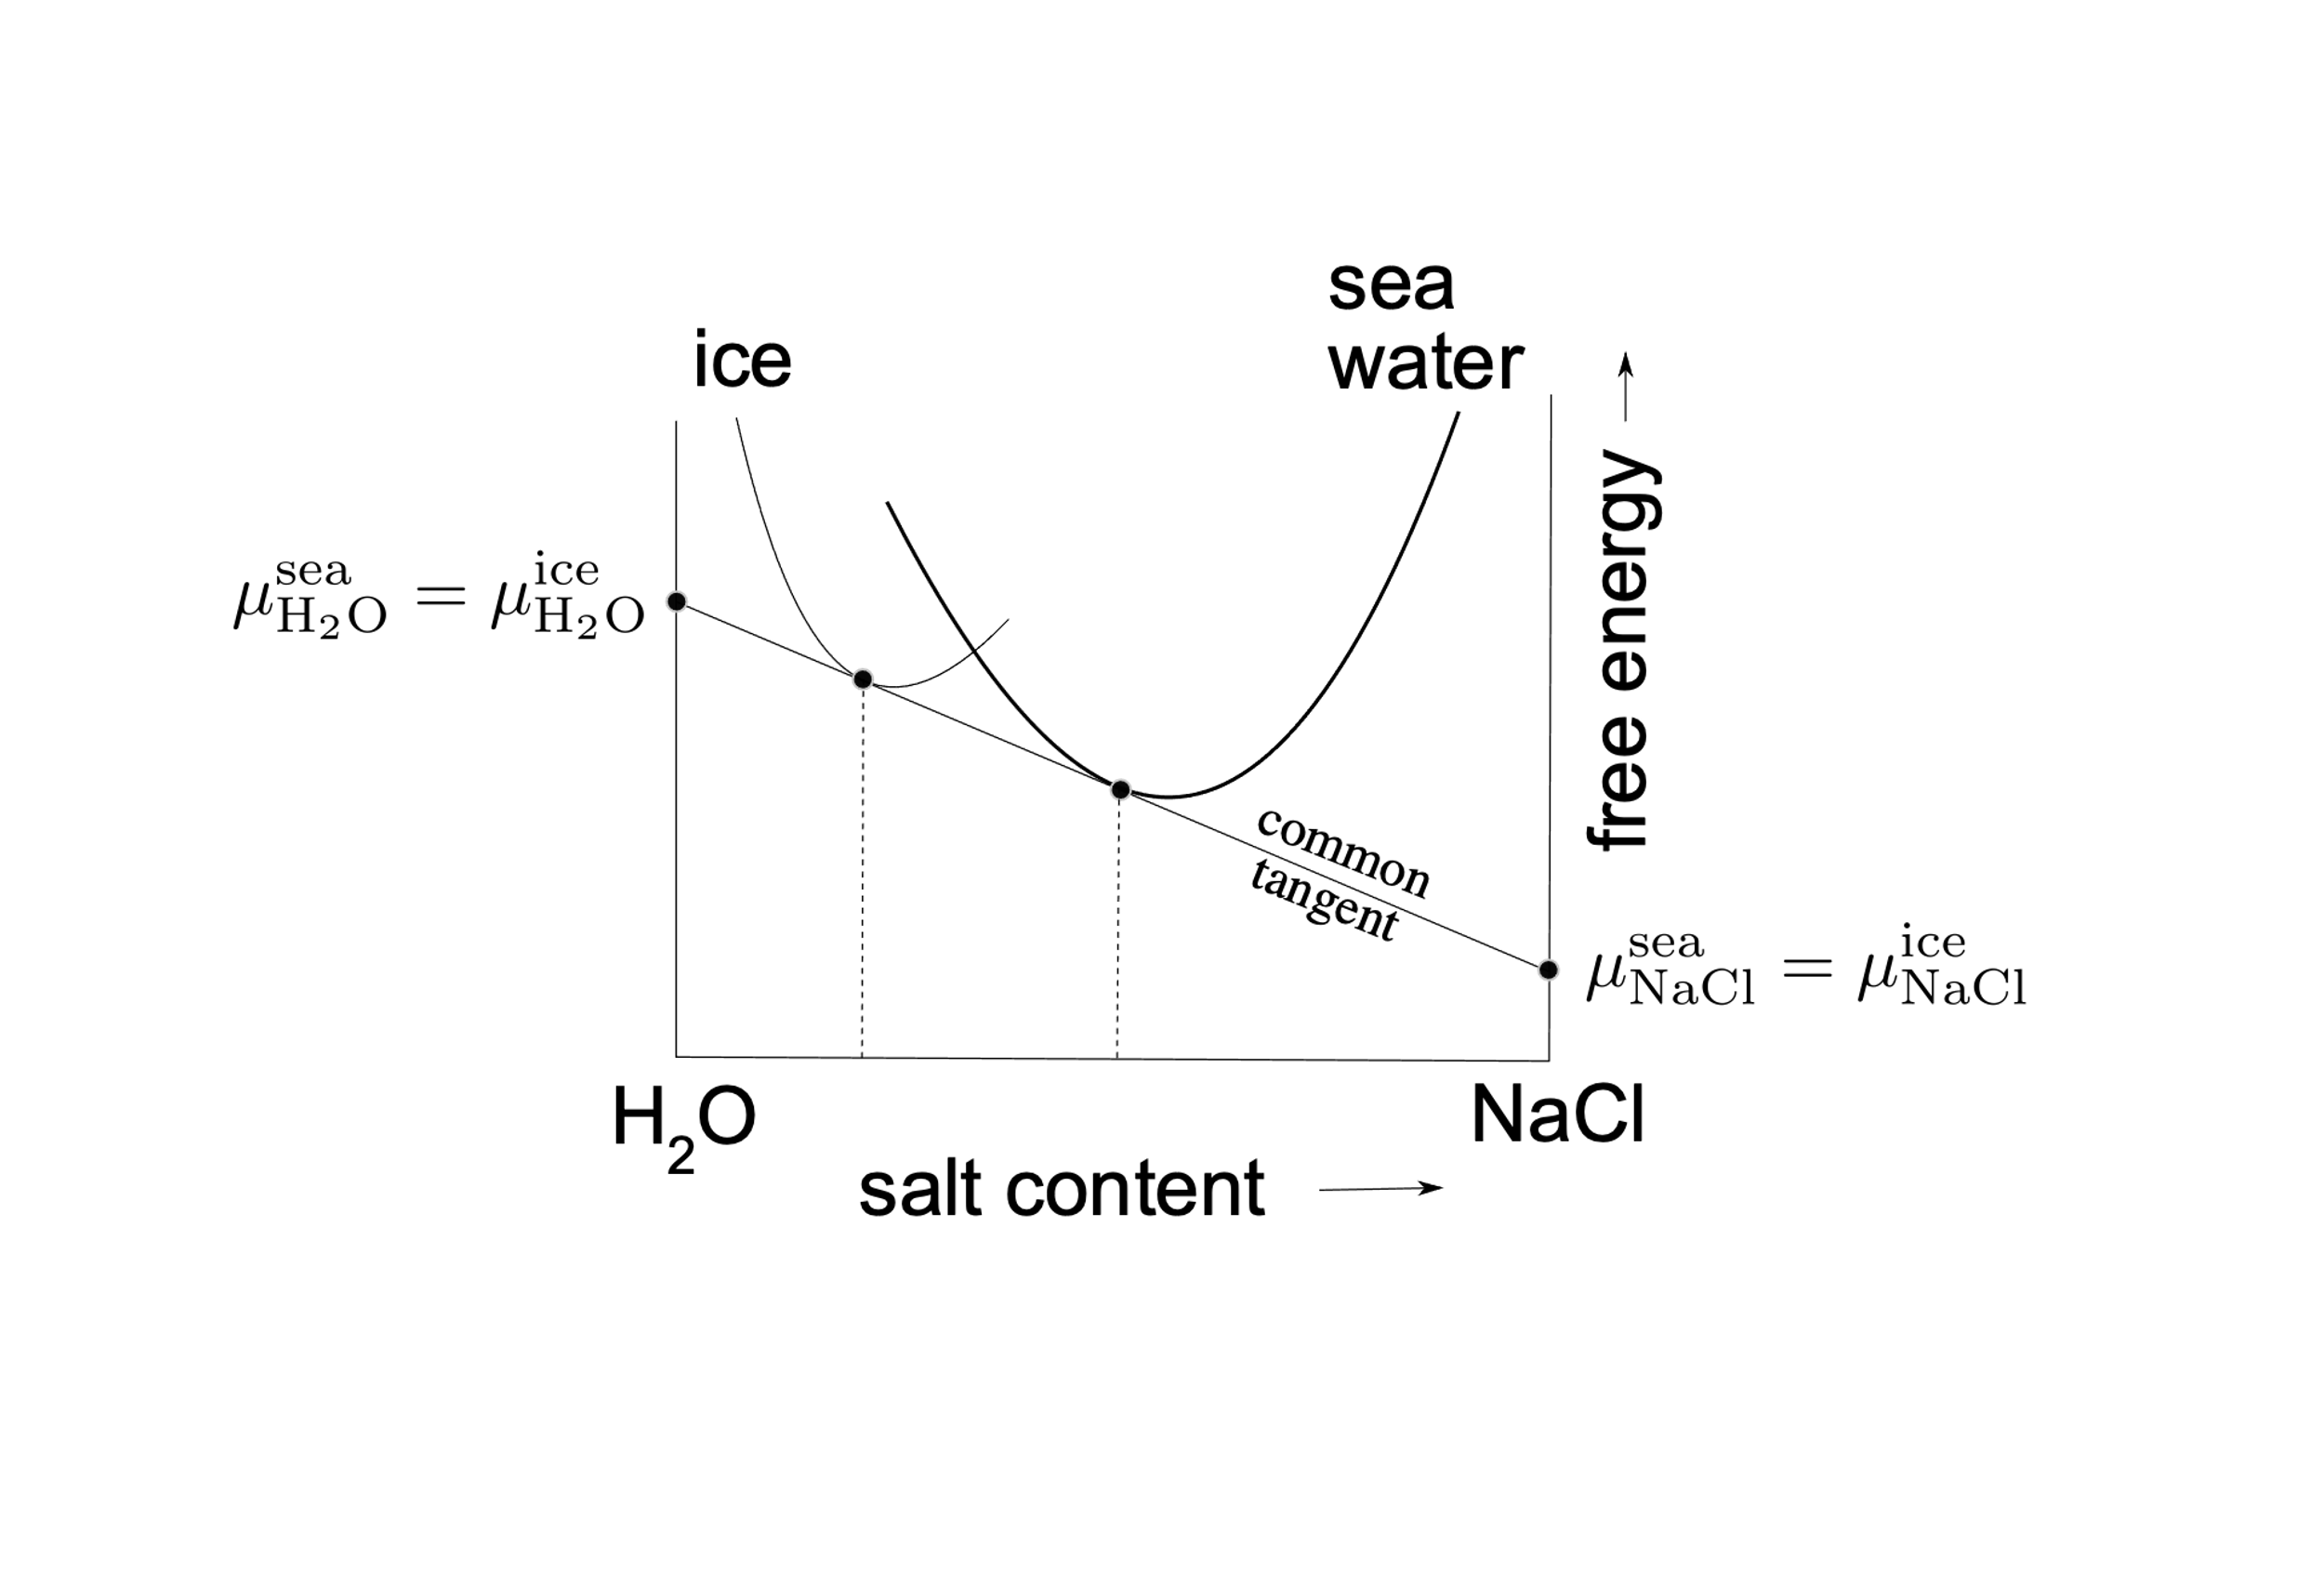 sea
water
ice
free energy
μ^sea_H₂O = μ^ice_H₂O
common
tangent
μ^sea_NaCl = μ^ice_NaCl
H₂O
NaCl
salt content